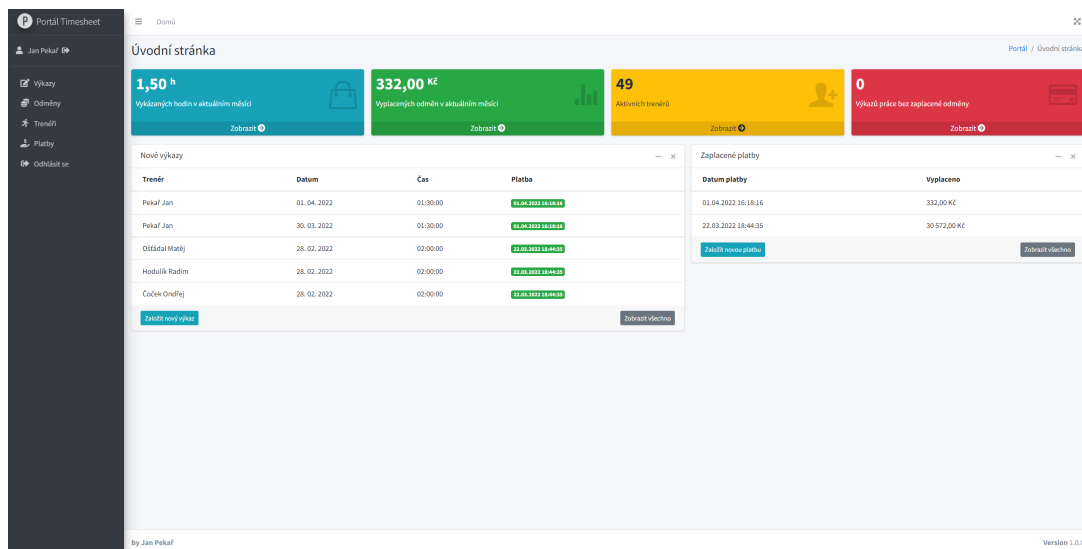 P Portál Timesheet
Domů
Jan Pekař
Výkazy
Odměny
Trenéři
Platby
Odhlásit se
Úvodní stránka
Portál / Úvodní stránka
1,50 h
Vykázaných hodin v aktuálním měsíci
Zobrazit
332,00 Kč
Vyplacených odměn v aktuálním měsíci
Zobrazit
49
Aktivních trenérů
Zobrazit
0
Výkazů práce bez zaplacené odměny
Zobrazit
Nové výkazy
Trenér Datum Čas Platba
Pekař Jan 01. 04. 2022 01:30:00 01.04.2022 16:18:16
Pekař Jan 30. 03. 2022 01:30:00 01.04.2022 16:18:16
Ošťádal Matěj 28. 02. 2022 02:00:00 22.03.2022 18:44:35
Hodulík Radim 28. 02. 2022 02:00:00 22.03.2022 18:44:35
Čoček Ondřej 28. 02. 2022 02:00:00 22.03.2022 18:44:35
Založit nový výkaz Zobrazit všechno
Zaplacené platby
Datum platby Vyplaceno
01.04.2022 16:18:16 332,00 Kč
22.03.2022 18:44:35 30 572,00 Kč
Založit novou platbu Zobrazit všechno
by Jan Pekař
Version